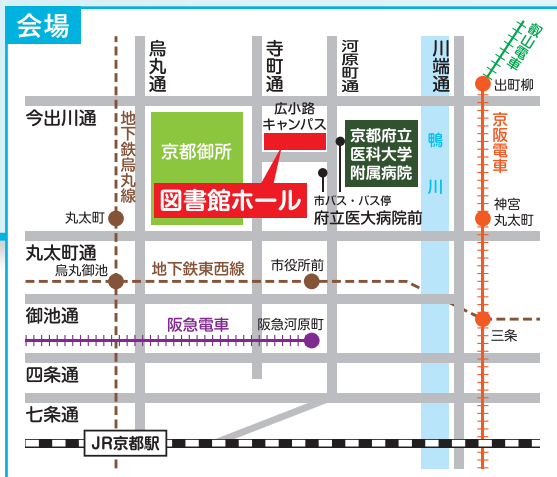 会場
烏丸通
寺町通
河原町通
川端通
叡山電車
出町柳
今出川通
地下鉄烏丸線
京都御所
広小路
キャンパス
京都府立
医科大学
附属病院
鴨川
京阪電車
図書館ホール
市バス・バス停
府立医大病院前
神宮
丸太町
丸太町
丸太町通
烏丸御池
地下鉄東西線
市役所前
御池通
阪急電車
阪急河原町
三条
四条通
七条通
JR京都駅